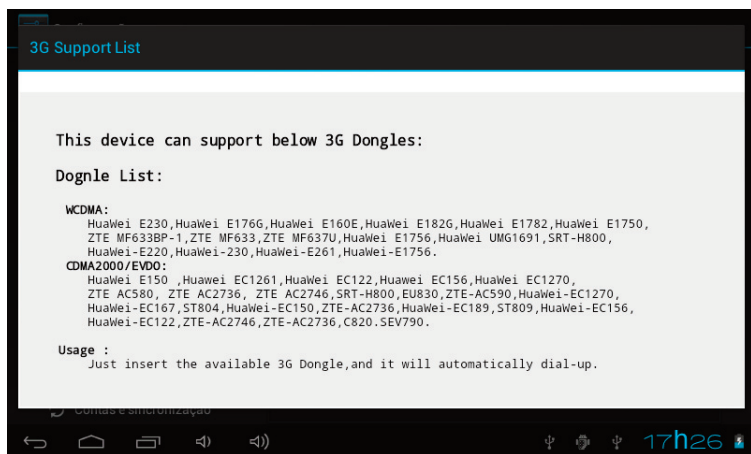 3G Support List
This device can support below 3G Dongles:
Dognle List:
WCDMA:
HuaWei E230,HuaWei E176G,HuaWei E160E,HuaWei E182G,HuaWei E1782,HuaWei E1750,
ZTE MF633BP-1,ZTE MF633,ZTE MF637U,HuaWei E1756,HuaWei UMG1691,SRT-H800,
HuaWei-E220,HuaWei-230,HuaWei-E261,HuaWei-E1756.
CDMA2000/EVDO:
HuaWei E150 ,Huawei EC1261,HuaWei EC122,Huawei EC156,HuaWei EC1270,
ZTE AC580, ZTE AC2736, ZTE AC2746,SRT-H800,EU830,ZTE-AC590,HuaWei-EC1270,
HuaWei-EC167,ST804,HuaWei-EC150,ZTE-AC2736,HuaWei-EC189,ST809,HuaWei-EC156,
HuaWei-EC122,ZTE-AC2746,ZTE-AC2736,C820.SEV790.
Usage :
Just insert the available 3G Dongle,and it will automatically dial-up.
Contas e sincronização
17h26